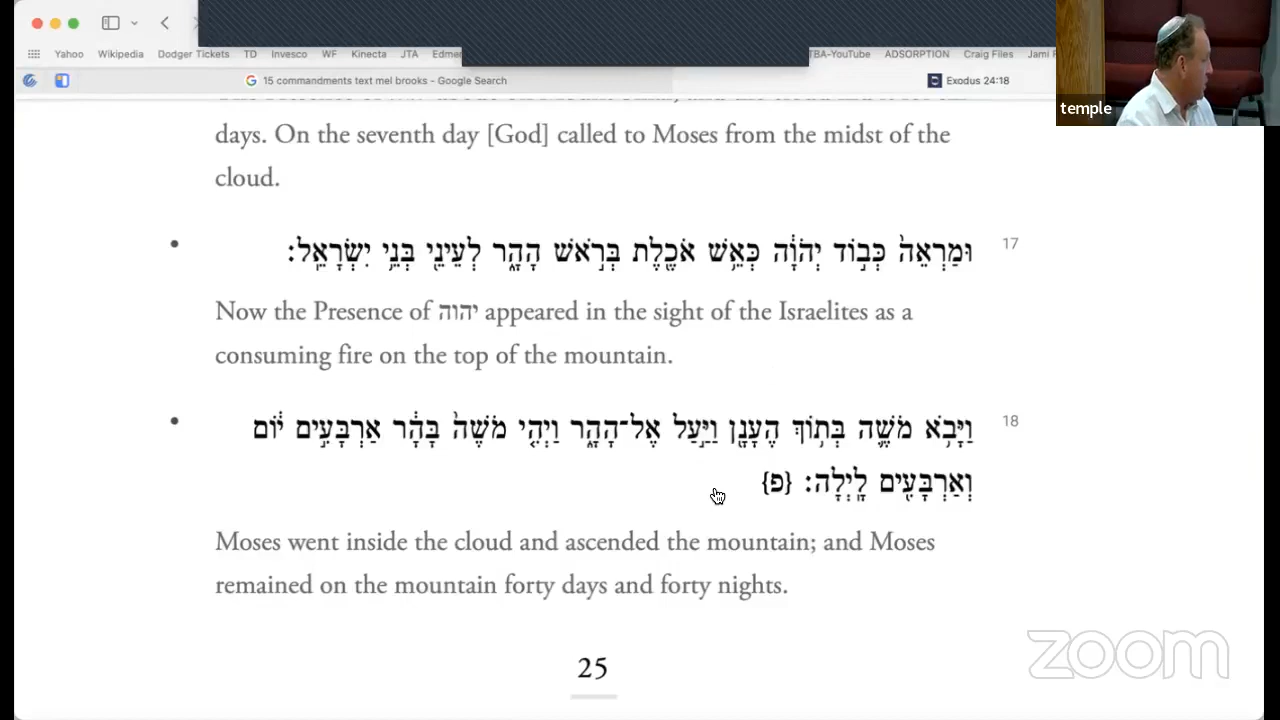 Yahoo Wikipedia Dodger Tickets TD Invesco WF Kinecta JTA TBA-YouTube ADSORPTION Craig Files
15 commandments text mel brooks - Google Search Exodus 24:18
temple
days. On the seventh day [God] called to Moses from the midst of the
cloud.
17 וּמַרְאֵה֙ כְּב֣וֹד יְהֹוָ֔ה כְּאֵ֥שׁ אֹכֶ֖לֶת בְּרֹ֣אשׁ הָהָ֑ר לְעֵינֵ֖י בְּנֵ֥י יִשְׂרָאֵֽל׃
Now the Presence of יהוה appeared in the sight of the Israelites as a
consuming fire on the top of the mountain.
18 וַיָּבֹ֥א מֹשֶׁ֛ה בְּת֥וֹךְ הֶעָנָ֖ן וַיַּ֣עַל אֶל־הָהָ֑ר וַיְהִ֤י מֹשֶׁה֙ בָּהָ֔ר אַרְבָּעִ֣ים י֔וֹם
וְאַרְבָּעִ֖ים לָֽיְלָה׃ {פ}
Moses went inside the cloud and ascended the mountain; and Moses
remained on the mountain forty days and forty nights.
25
zoom